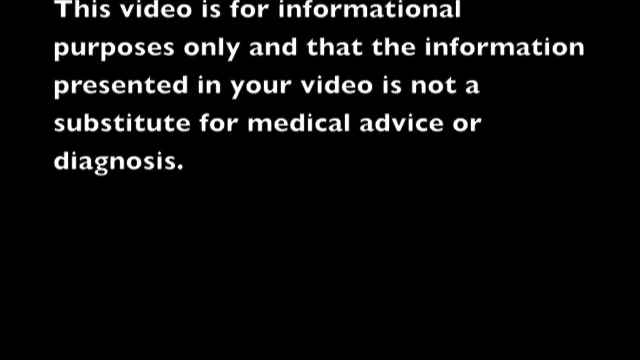 This video is for informational
purposes only and that the information
presented in your video is not a
substitute for medical advice or
diagnosis.